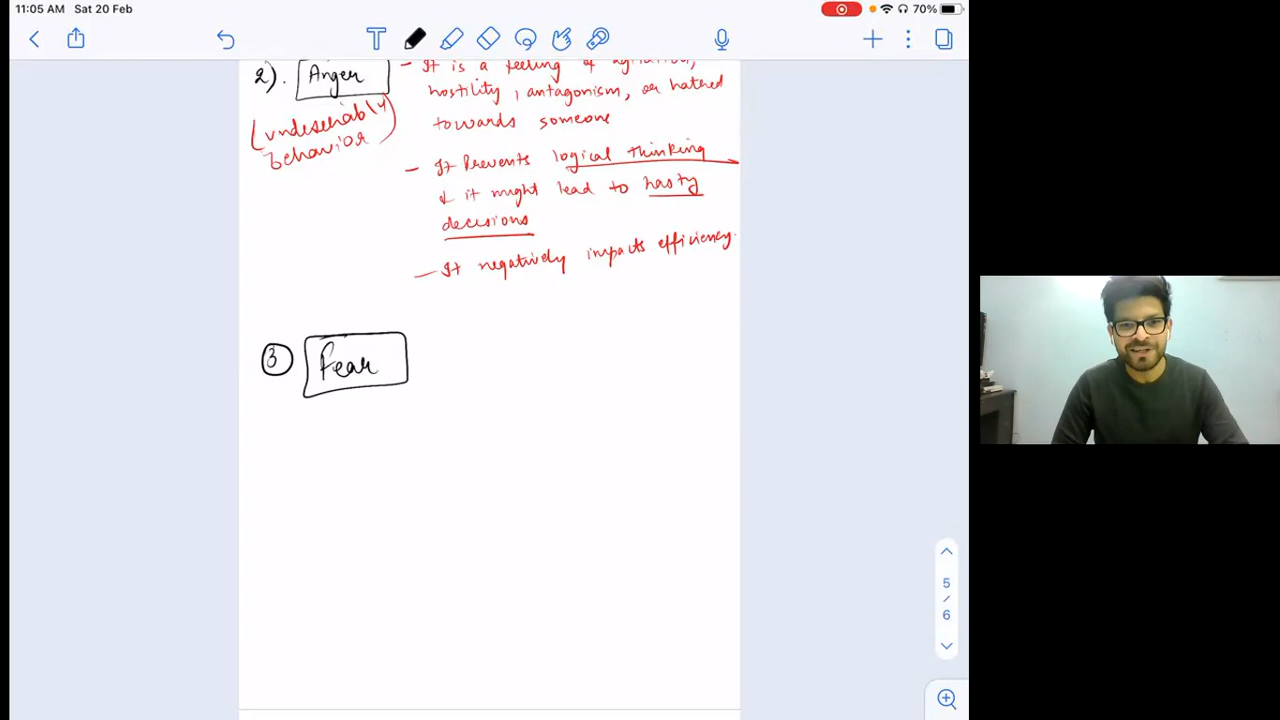 11:05 AM Sat 20 Feb
70%
2). Anger
- It is a feeling of agitation,
hostility, antagonism, or hatred
towards someone
(undesirably
behavior)
- It Prevents logical thinking
& it might lead to hasty
decisions
- It negatively impacts efficiency.
3 Fear
5
/
6